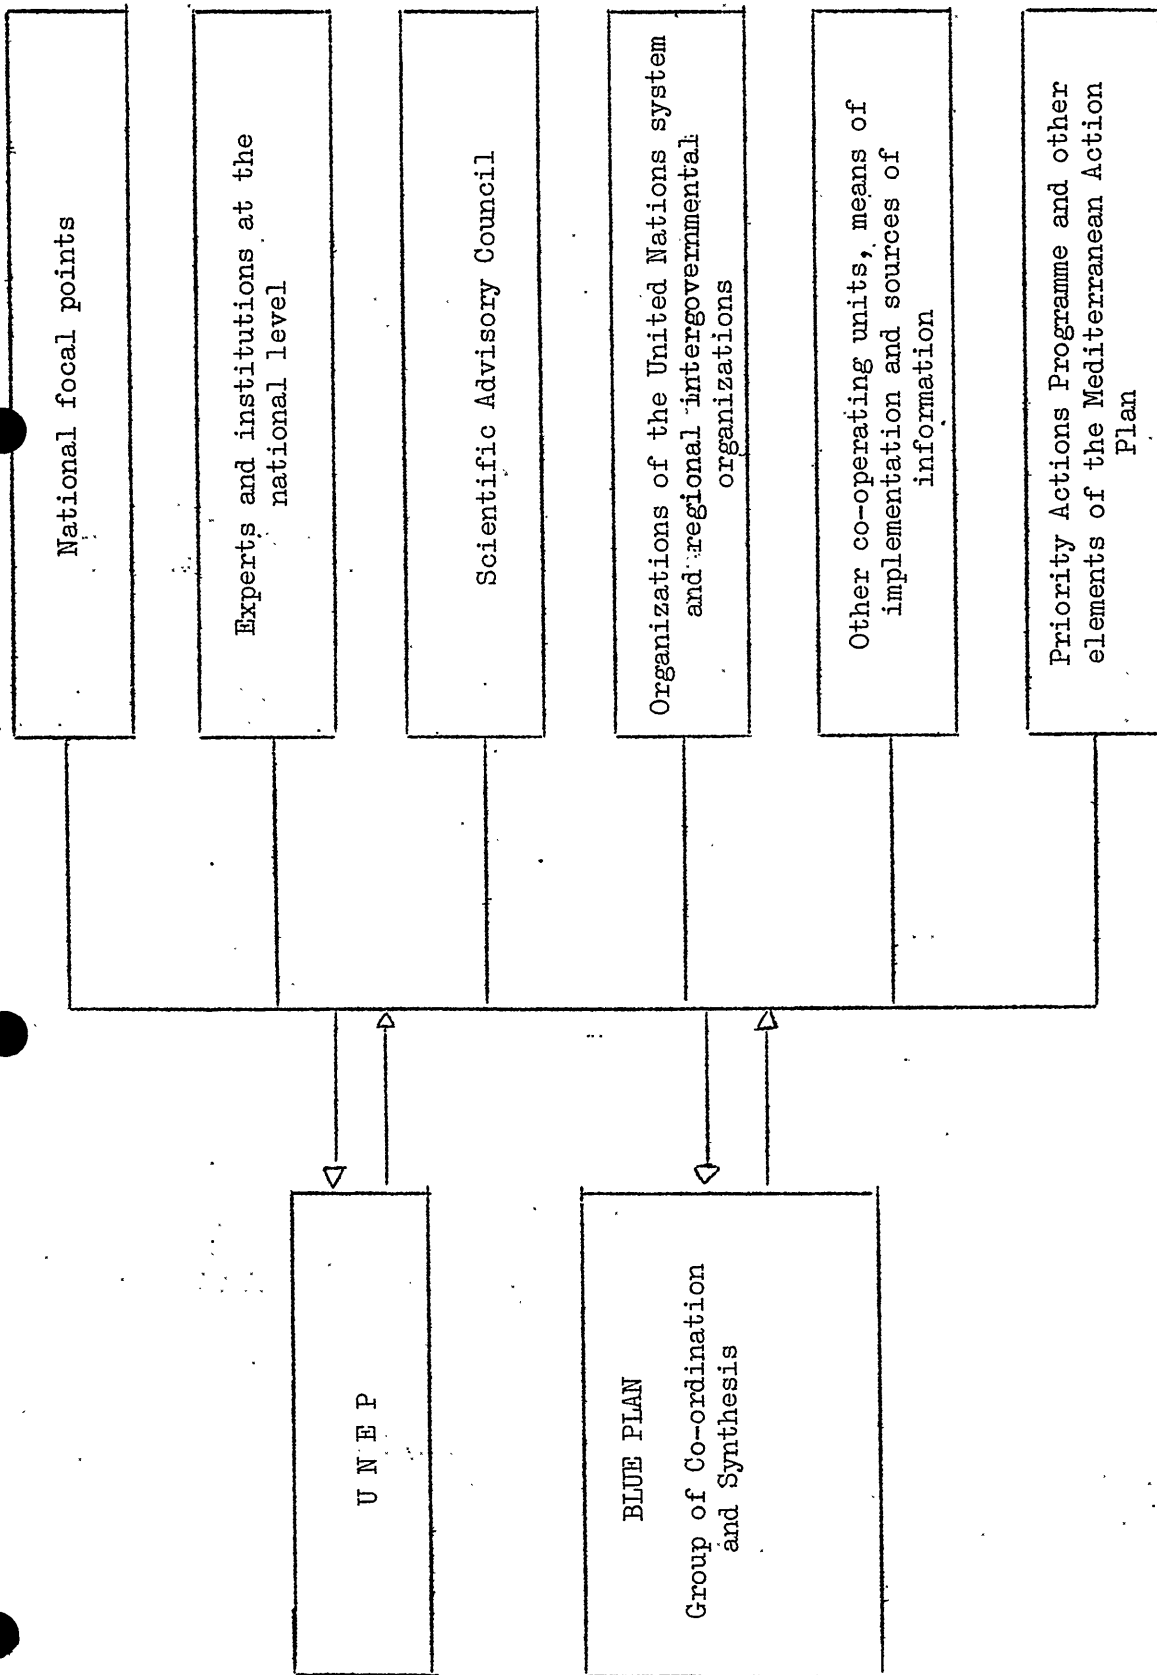 National focal points
Experts and institutions at the
national level
Scientific Advisory Council
Organizations of the United Nations system
and regional intergovernmental
organizations
Other co-operating units, means of
implementation and sources of
information
Priority Actions Programme and other
elements of the Mediterranean Action
Plan
U N E P
BLUE PLAN
Group of Co-ordination
and Synthesis